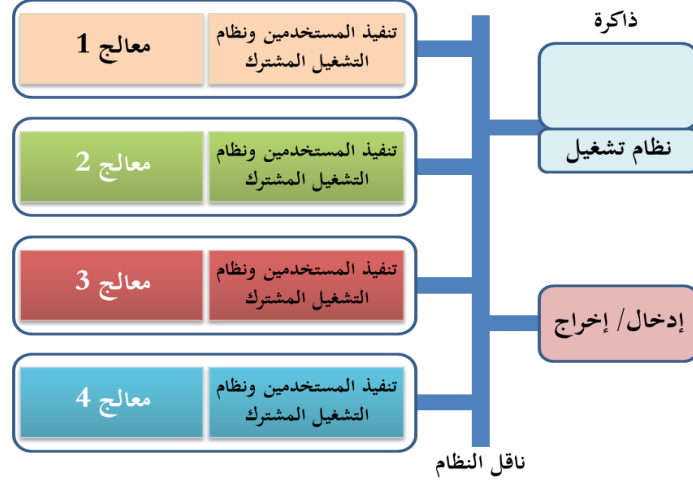 ذاكرة
نظام تشغيل
إدخال/ إخراج
تنفيذ المستخدمين ونظام
التشغيل المشترك
معالج 1
تنفيذ المستخدمين ونظام
التشغيل المشترك
معالج 2
تنفيذ المستخدمين ونظام
التشغيل المشترك
معالج 3
تنفيذ المستخدمين ونظام
التشغيل المشترك
معالج 4
ناقل النظام